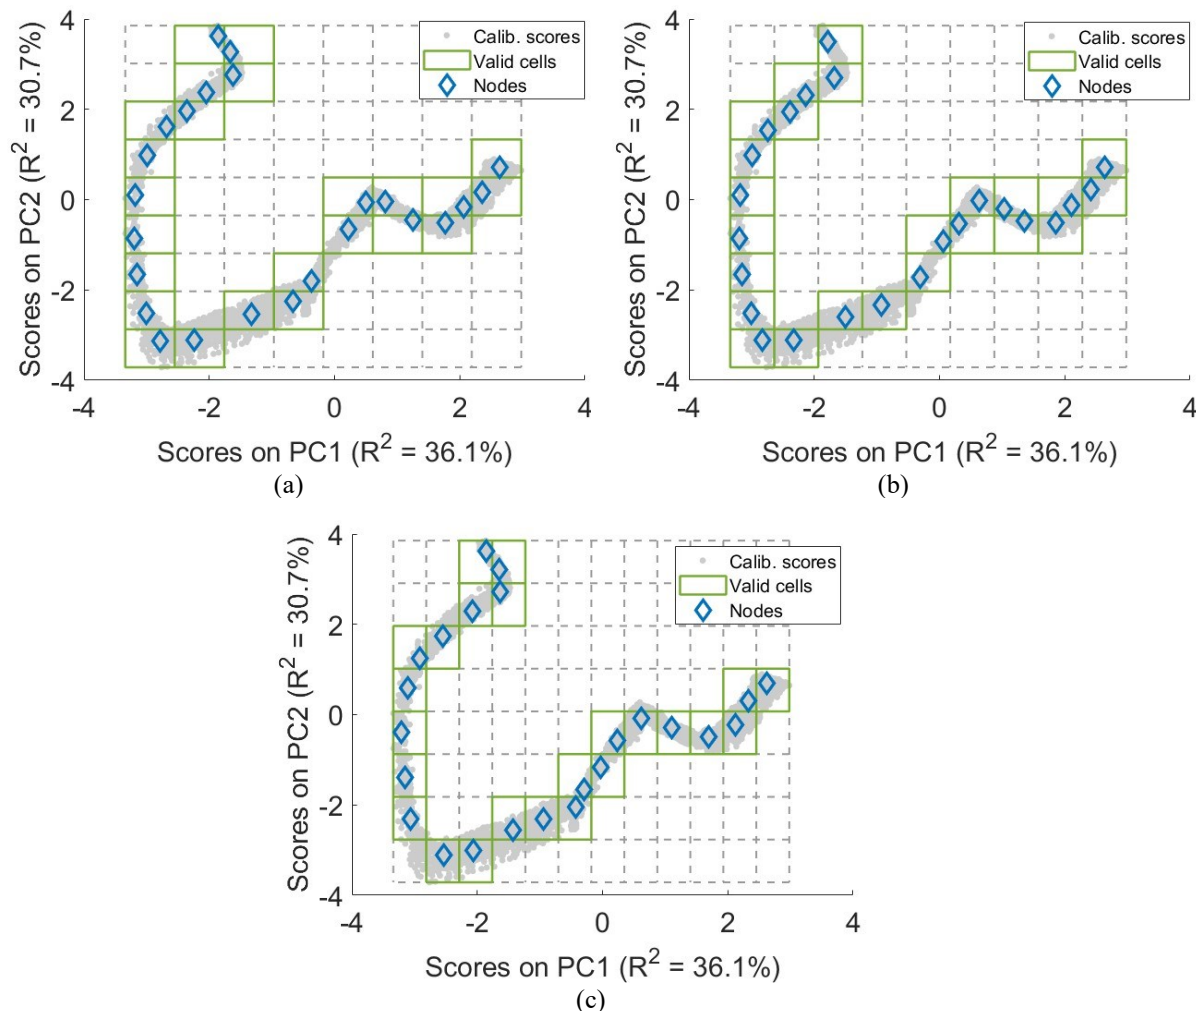 4
2
0
-2
-4
-4
-2
0
2
4
Scores on PC2 (R² = 30.7%)
Scores on PC1 (R² = 36.1%)
Calib. scores
Valid cells
Nodes
(a)
4
2
0
-2
-4
-4
-2
0
2
4
Scores on PC2 (R² = 30.7%)
Scores on PC1 (R² = 36.1%)
Calib. scores
Valid cells
Nodes
(b)
4
2
0
-2
-4
-4
-2
0
2
4
Scores on PC2 (R² = 30.7%)
Scores on PC1 (R² = 36.1%)
Calib. scores
Valid cells
Nodes
(c)